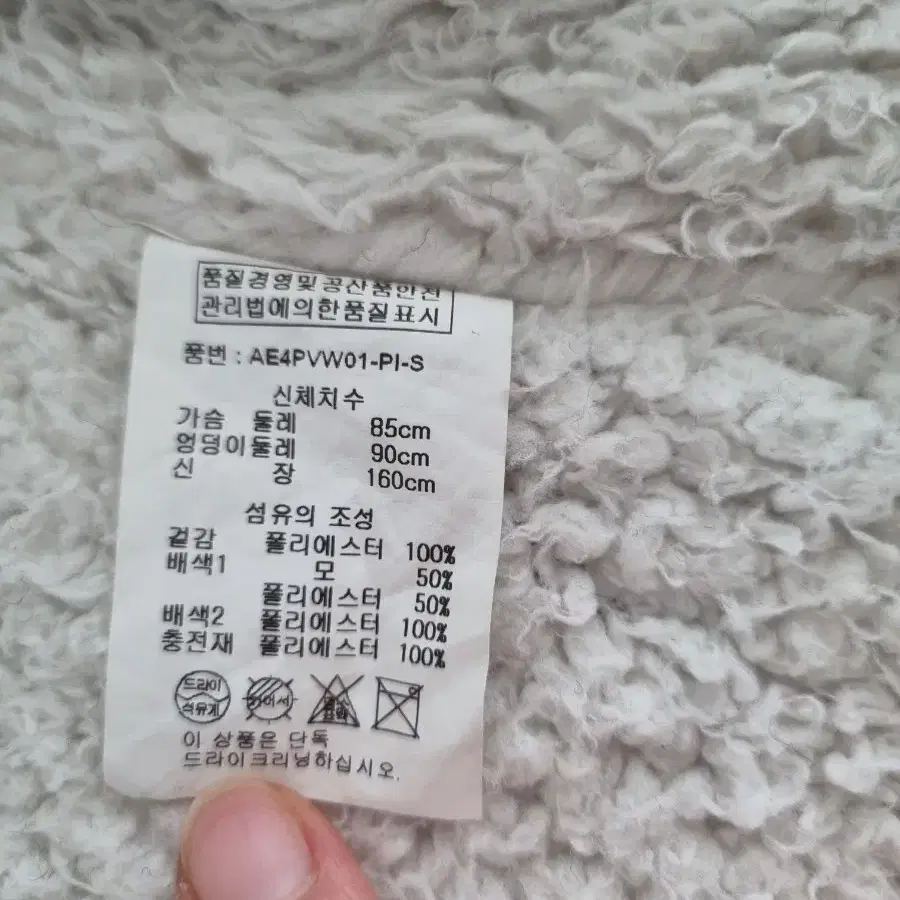 품질경영및공산품안전
관리법에의한품질표시
품번 : AE4PVW01-PI-S
신체치수
가슴 둘레 85cm
엉덩이둘레 90cm
신 장 160cm
섬유의 조성
겉감 폴리에스터 100%
배색1 모 50%
폴리에스터 50%
배색2 폴리에스터 100%
충전재 폴리에스터 100%
드라이
석유계
이 상품은 단독
드라이크리닝하십시오.